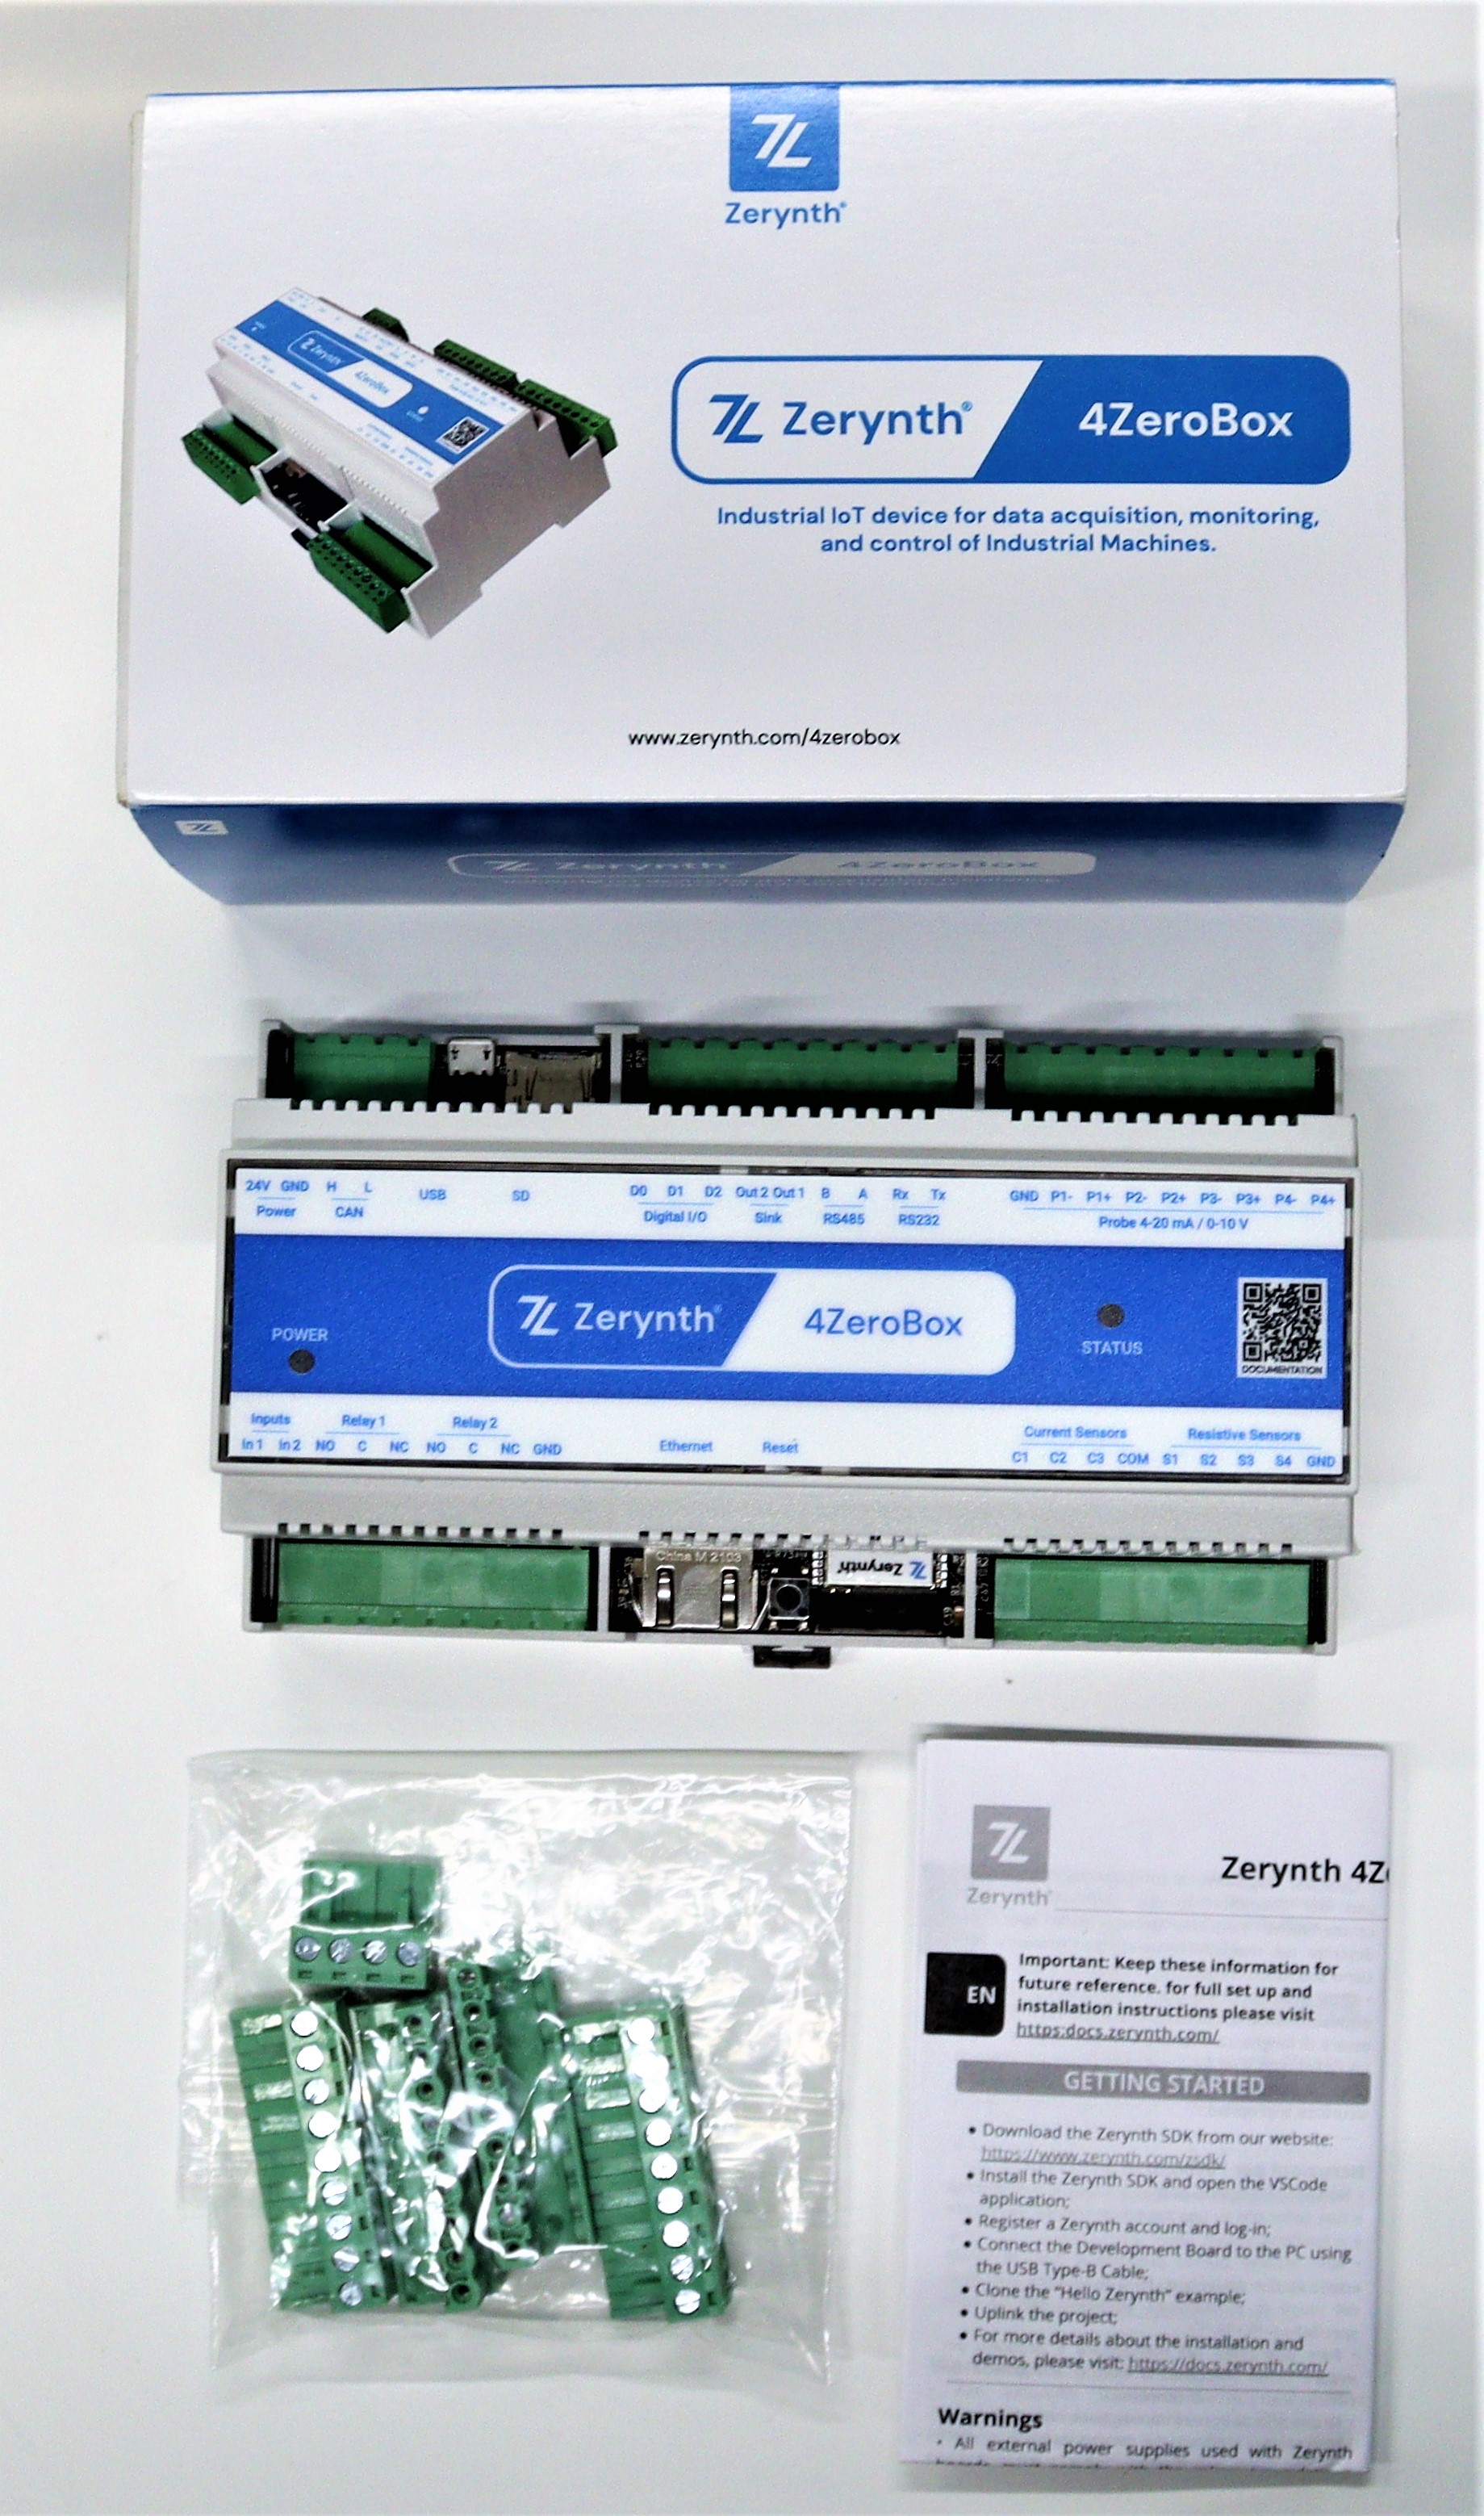 Zerynth®
Zerynth® 4ZeroBox
Industrial IoT device for data acquisition, monitoring,
and control of Industrial Machines.
www.zerynth.com/4zerobox
Zerynth® 4ZeroBox
24V GND H L USB SD D0 D1 D2 Out 2 Out 1 B A Rx Tx GND P1- P1+ P2- P2+ P3- P3+ P4- P4+
Power CAN Digital I/O Sink RS485 RS232 Probe 4-20 mA / 0-10 V
Zerynth® 4ZeroBox
POWER
STATUS
DOCUMENTATION
Inputs Relay 1 Relay 2 Current Sensors Resistive Sensors
In 1 In 2 NO C NC NO C NC GND Ethernet Reset C1 C2 C3 COM S1 S2 S3 S4 GND
China M 2103
Zerynth®
Zerynth 4Z
Zerynth®
EN
Important: Keep these information for
future reference. for full set up and
installation instructions please visit
https:docs.zerynth.com/
GETTING STARTED
• Download the Zerynth SDK from our website:
https://www.zerynth.com/zsdk/
• Install the Zerynth SDK and open the VSCode
application;
• Register a Zerynth account and log-in;
• Connect the Development Board to the PC using
the USB Type-B Cable;
• Clone the "Hello Zerynth" example;
• Uplink the project;
• For more details about the installation and
demos, please visit: https://docs.zerynth.com/
Warnings
• All external power supplies used with Zerynth